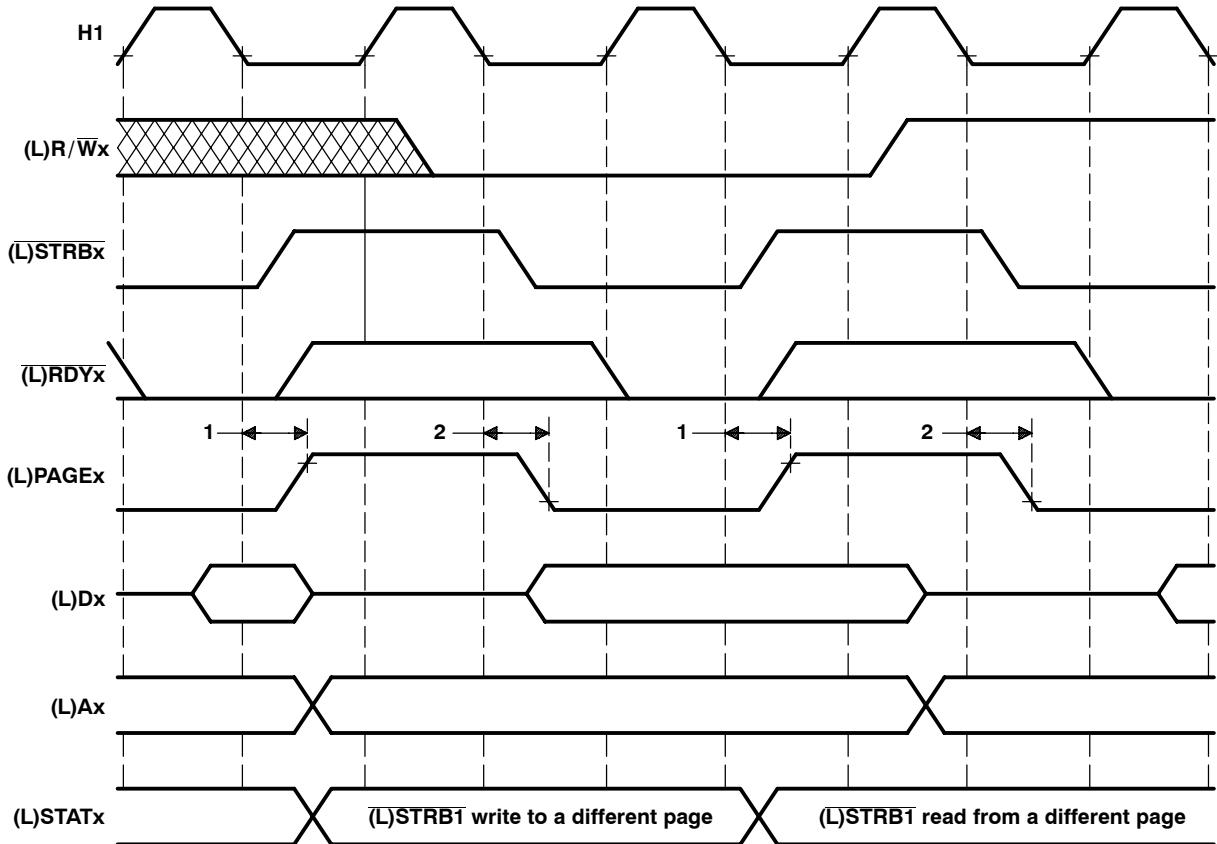 H1
(L)R/W̅x
(L)STRBx
(L)RDYx
1 2 1 2
(L)PAGEx
(L)Dx
(L)Ax
(L)STATx (L)STRB1 write to a different page (L)STRB1 read from a different page